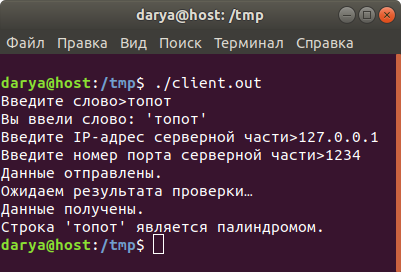 darya@host: /tmp
Файл Правка Вид Поиск Терминал Справка
darya@host:/tmp$ ./client.out
Введите слово>топот
Вы ввели слово: 'топот'
Введите IP-адрес серверной части>127.0.0.1
Введите номер порта серверной части>1234
Данные отправлены.
Ожидаем результата проверки…
Данные получены.
Строка 'топот' является палиндромом.
darya@host:/tmp$